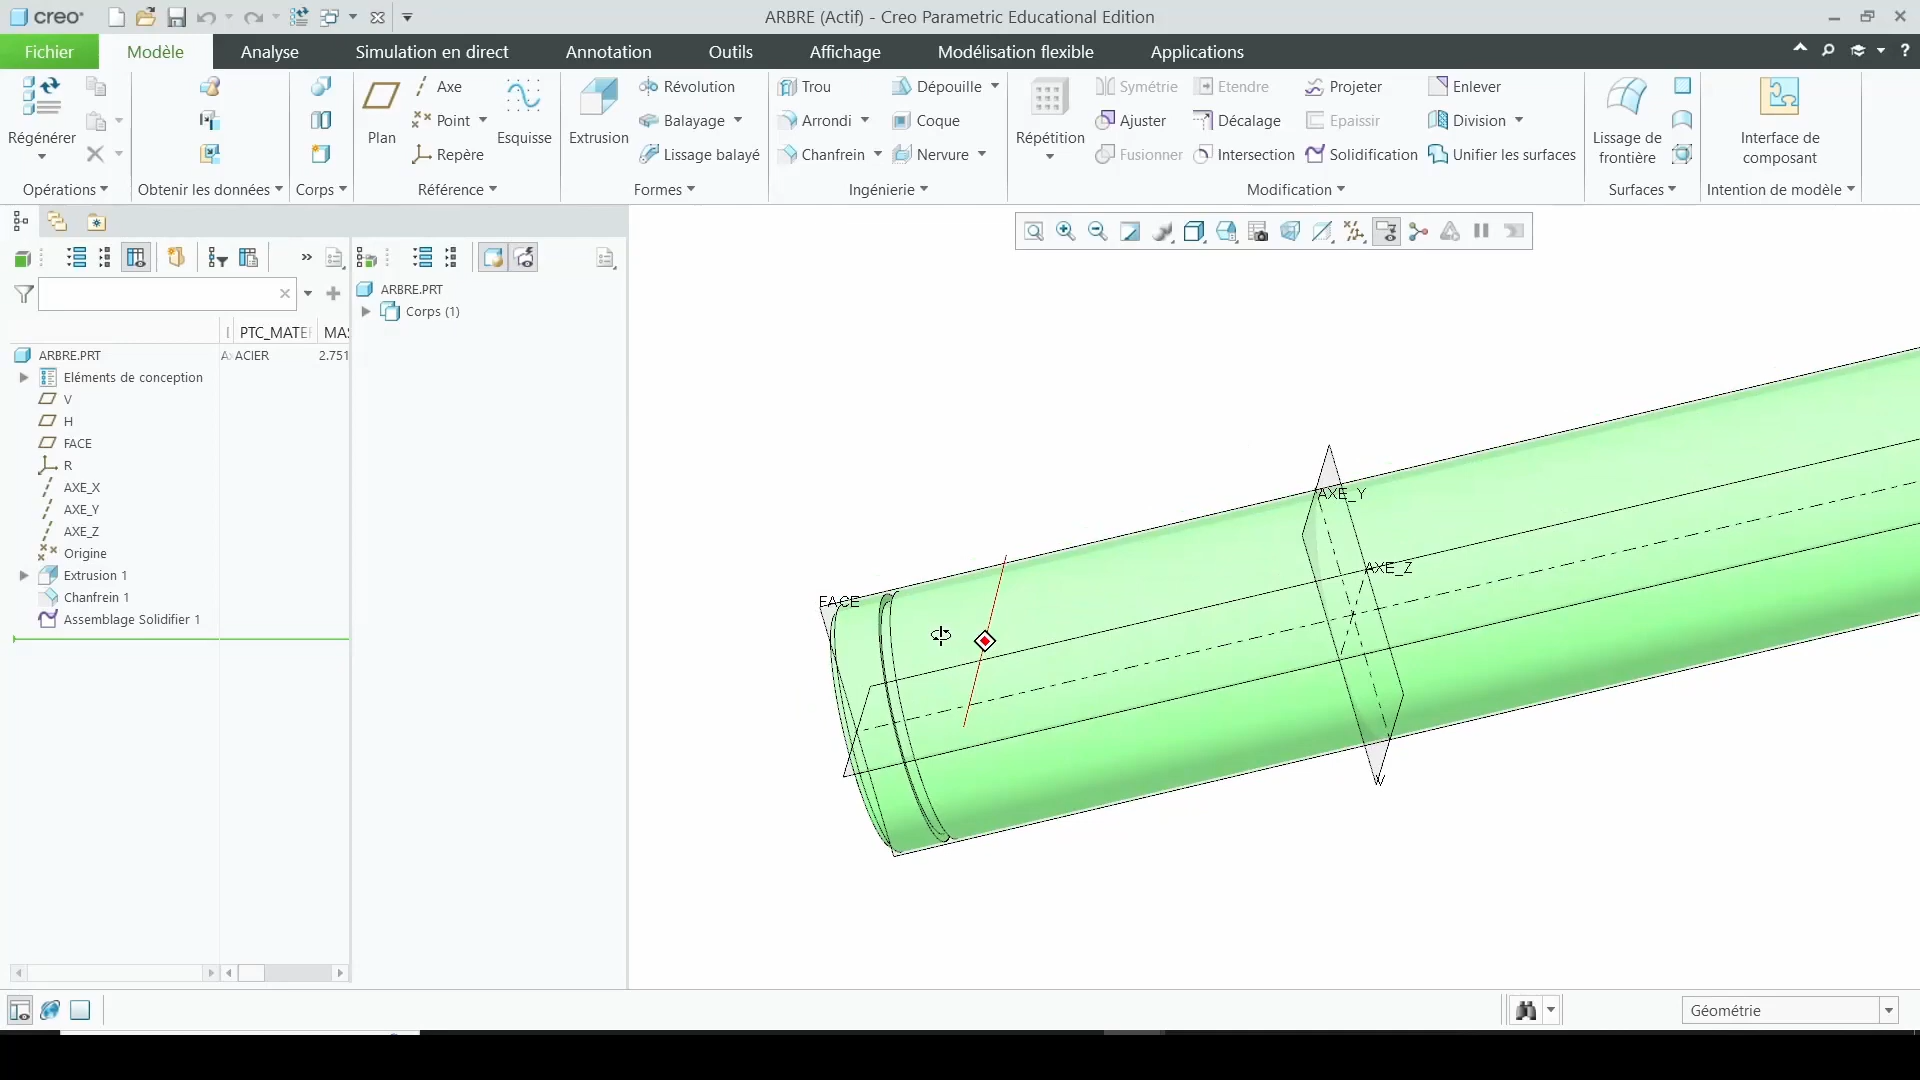 creo®
ARBRE (Actif) - Creo Parametric Educational Edition
Fichier Modèle Analyse Simulation en direct Annotation Outils Affichage Modélisation flexible Applications
Régénérer
Opérations
Obtenir les données
Corps
Plan
Axe
Point
Repère
Esquisse
Référence
Extrusion
Révolution
Balayage
Lissage balayé
Formes
Trou
Arrondi
Chanfrein
Dépouille
Coque
Nervure
Ingénierie
Répétition
Symétrie
Ajuster
Fusionner
Etendre
Décalage
Intersection
Projeter
Epaissir
Solidification
Enlever
Division
Unifier les surfaces
Modification
Lissage de
frontière
Surfaces
Interface de
composant
Intention de modèle
PTC_MATE
ARBRE.PRT ACIER 2.751
Eléments de conception
V
H
FACE
R
AXE_X
AXE_Y
AXE_Z
Origine
Extrusion 1
Chanfrein 1
Assemblage Solidifier 1
ARBRE.PRT
Corps (1)
AXE_Y
AXE_Z
FACE
V
Géométrie